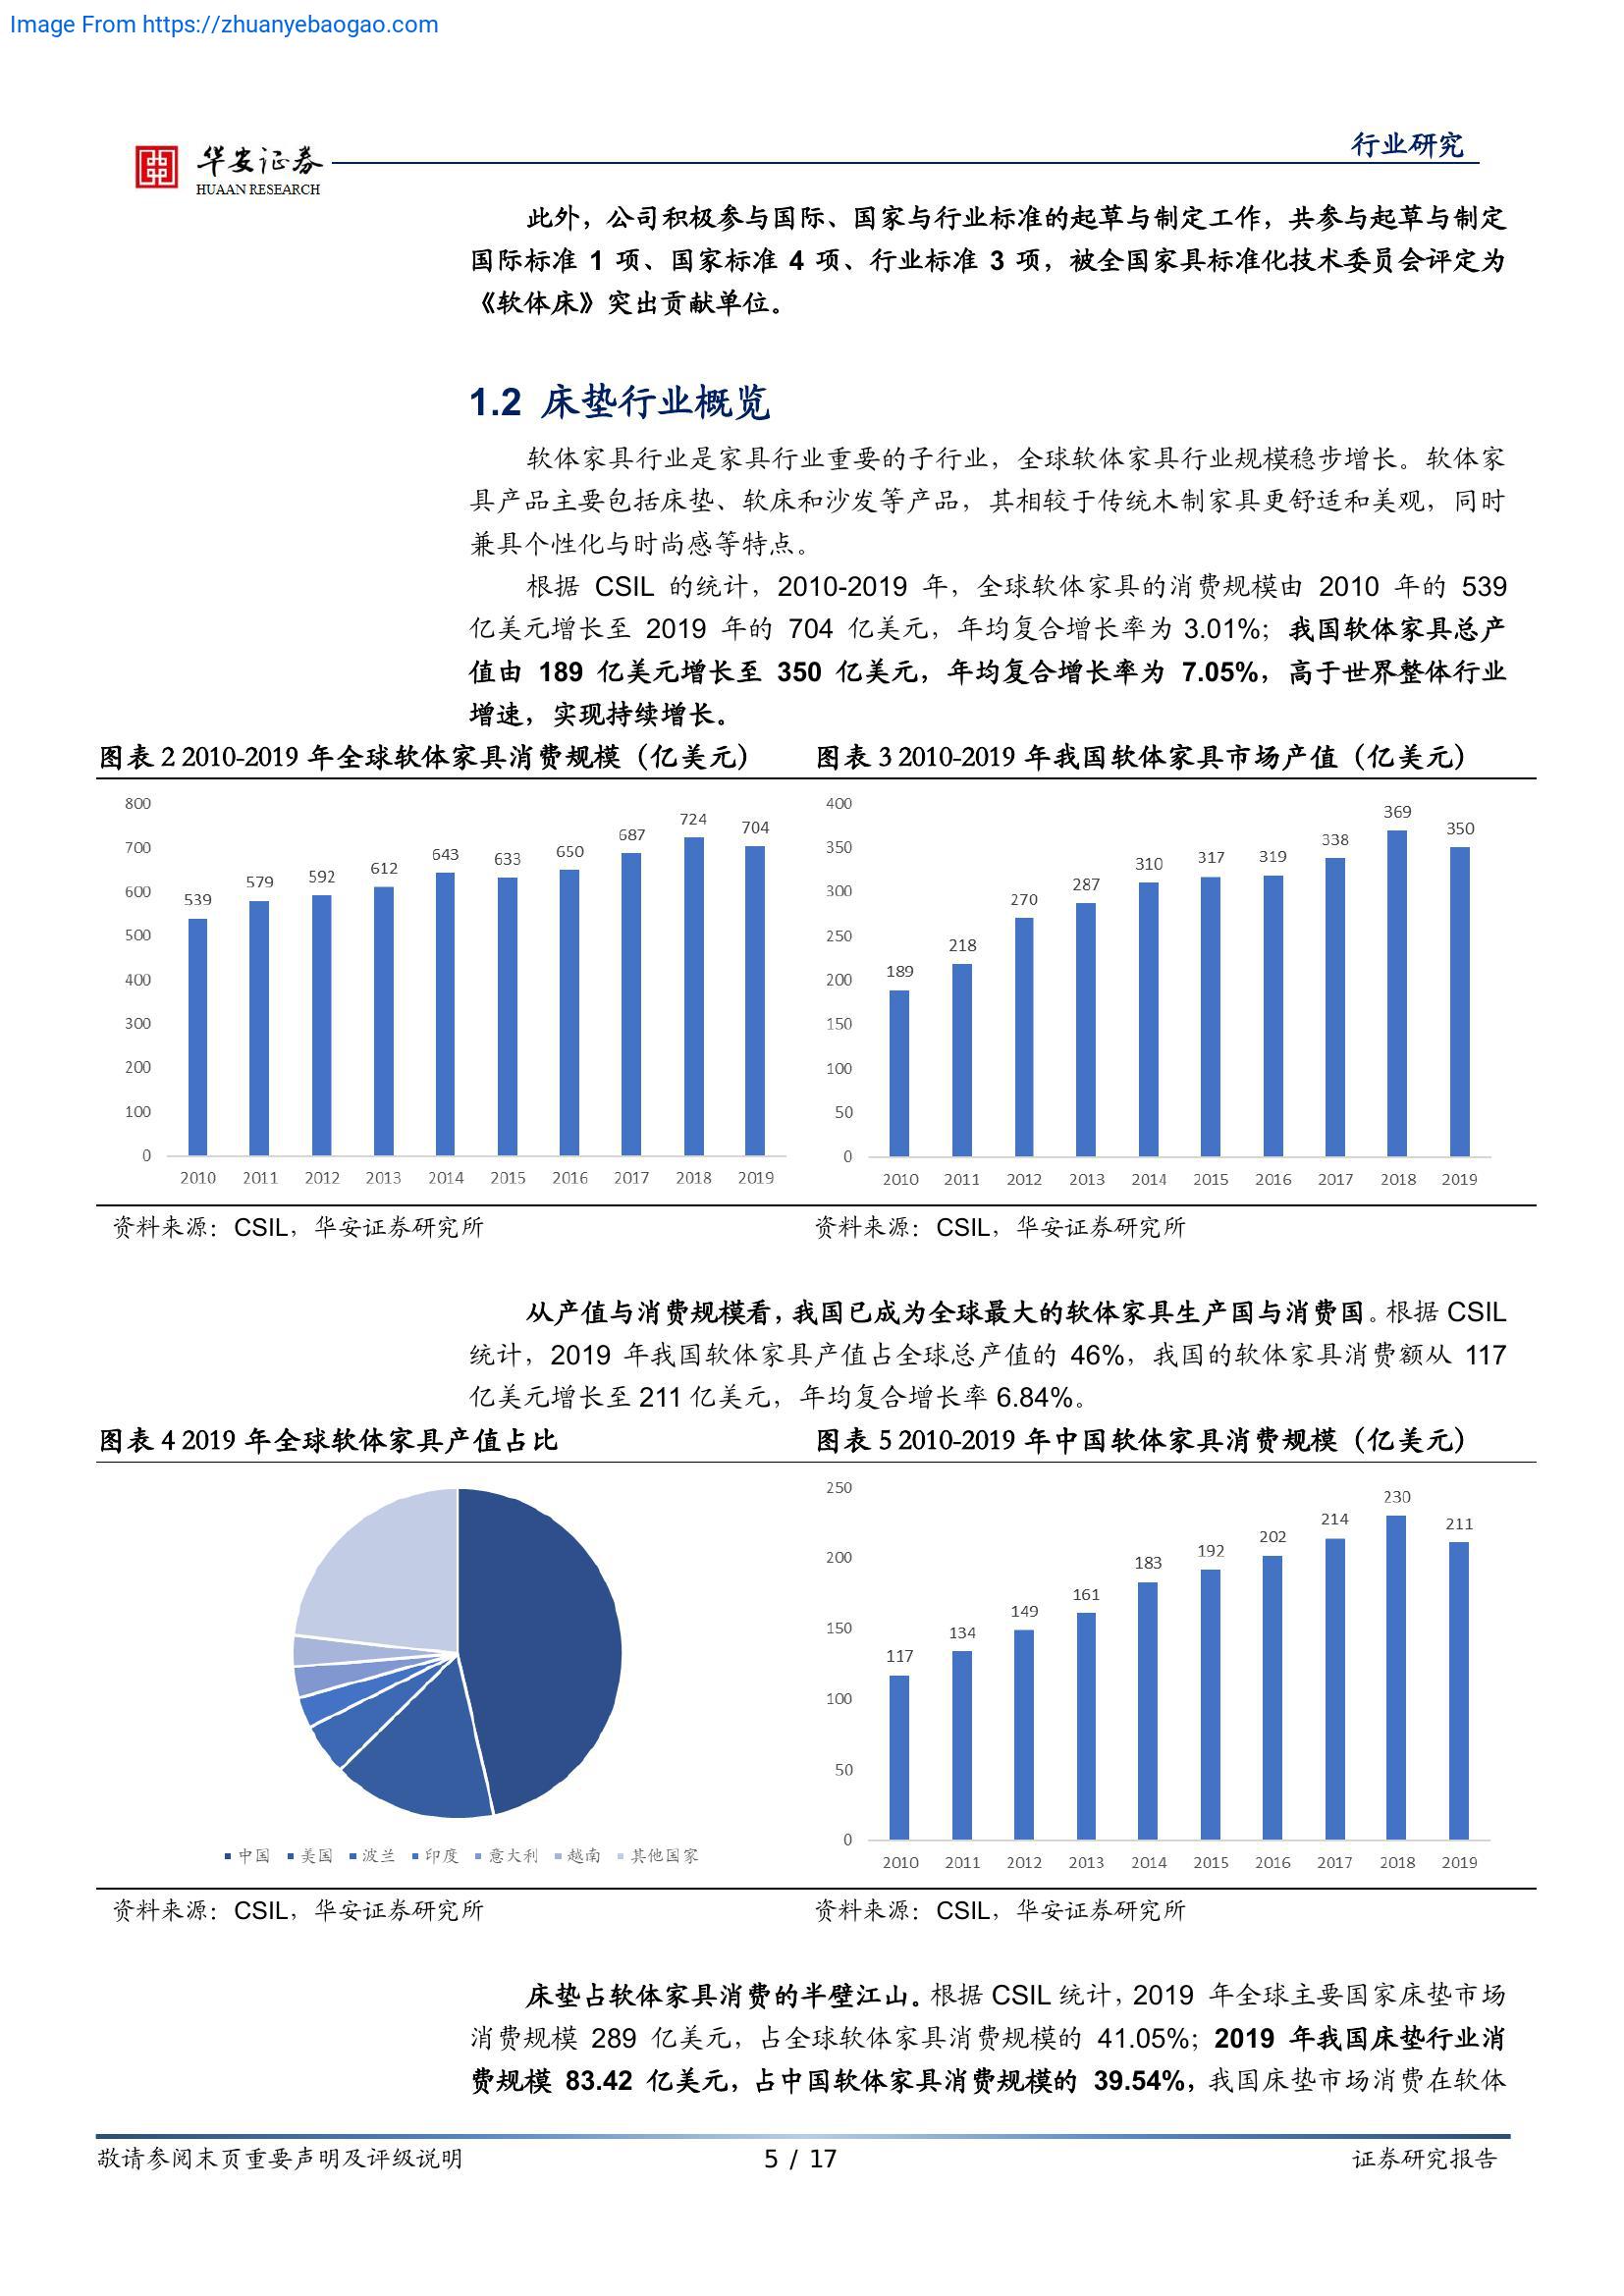 Image From https://zhuanyebaogao.com
华安证券
HUAAN RESEARCH
行业研究
此外，公司积极参与国际、国家与行业标准的起草与制定工作，共参与起草与制定
国际标准 1 项、国家标准 4 项、行业标准 3 项，被全国家具标准化技术委员会评定为
《软体床》突出贡献单位。
1.2 床垫行业概览
软体家具行业是家具行业重要的子行业，全球软体家具行业规模稳步增长。软体家
具产品主要包括床垫、软床和沙发等产品，其相较于传统木制家具更舒适和美观，同时
兼具个性化与时尚感等特点。
根据 CSIL 的统计，2010-2019 年，全球软体家具的消费规模由 2010 年的 539
亿美元增长至 2019 年的 704 亿美元，年均复合增长率为 3.01%；我国软体家具总产
值由 189 亿美元增长至 350 亿美元，年均复合增长率为 7.05%，高于世界整体行业
增速，实现持续增长。
图表 2 2010-2019 年全球软体家具消费规模（亿美元）
800
700
600
500
400
300
200
100
0
539 579 592 612 643 633 650 687 724 704
2010 2011 2012 2013 2014 2015 2016 2017 2018 2019
资料来源：CSIL，华安证券研究所
图表 3 2010-2019 年我国软体家具市场产值（亿美元）
400
350
300
250
200
150
100
50
0
189 218 270 287 310 317 319 338 369 350
2010 2011 2012 2013 2014 2015 2016 2017 2018 2019
资料来源：CSIL，华安证券研究所
从产值与消费规模看，我国已成为全球最大的软体家具生产国与消费国。根据 CSIL
统计，2019 年我国软体家具产值占全球总产值的 46%，我国的软体家具消费额从 117
亿美元增长至 211 亿美元，年均复合增长率 6.84%。
图表 4 2019 年全球软体家具产值占比
中国 美国 波兰 印度 意大利 越南 其他国家
资料来源：CSIL，华安证券研究所
图表 5 2010-2019 年中国软体家具消费规模（亿美元）
250
200
150
100
50
0
117 134 149 161 183 192 202 214 230 211
2010 2011 2012 2013 2014 2015 2016 2017 2018 2019
资料来源：CSIL，华安证券研究所
床垫占软体家具消费的半壁江山。根据 CSIL 统计，2019 年全球主要国家床垫市场
消费规模 289 亿美元，占全球软体家具消费规模的 41.05%；2019 年我国床垫行业消
费规模 83.42 亿美元，占中国软体家具消费规模的 39.54%，我国床垫市场消费在软体
敬请参阅末页重要声明及评级说明
5 / 17
证券研究报告